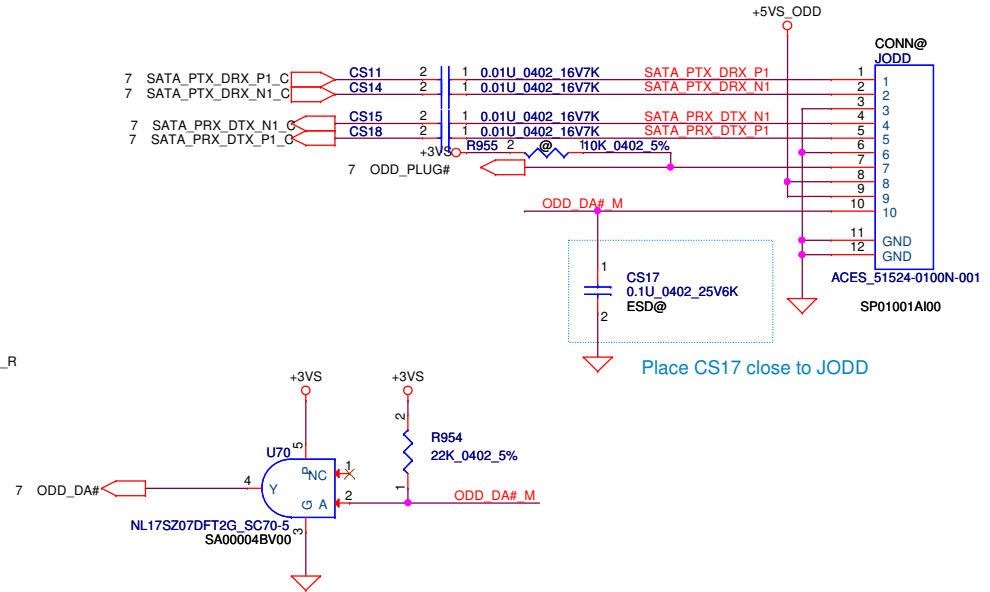 +5VS_ODD
CONN@
JODD
7 SATA_PTX_DRX_P1_C CS11 2 1 0.01U_0402_16V7K SATA_PTX_DRX_P1 1 1
7 SATA_PTX_DRX_N1_C CS14 2 1 0.01U_0402_16V7K SATA_PTX_DRX_N1 2 2
3 3
7 SATA_PRX_DTX_N1_C CS15 2 1 0.01U_0402_16V7K SATA_PRX_DTX_N1 4 4
7 SATA_PRX_DTX_P1_C CS18 2 1 0.01U_0402_16V7K SATA_PRX_DTX_P1 5 5
+3VS R955 2 @ 1 10K_0402_5% 6 6
7 ODD_PLUG# 7 7
8 8
9 9
ODD_DA#_M 10 10
11 GND
12 GND
1
CS17
0.1U_0402_25V6K
ESD@
2
ACES_51524-0100N-001
SP01001AI00
Place CS17 close to JODD
_R
+3VS +3VS
2
R954
22K_0402_5%
1
U70 5
P NC 1
7 ODD_DA# 4 Y
G A 2 ODD_DA#_M
3
NL17SZ07DFT2G_SC70-5
SA00004BV00